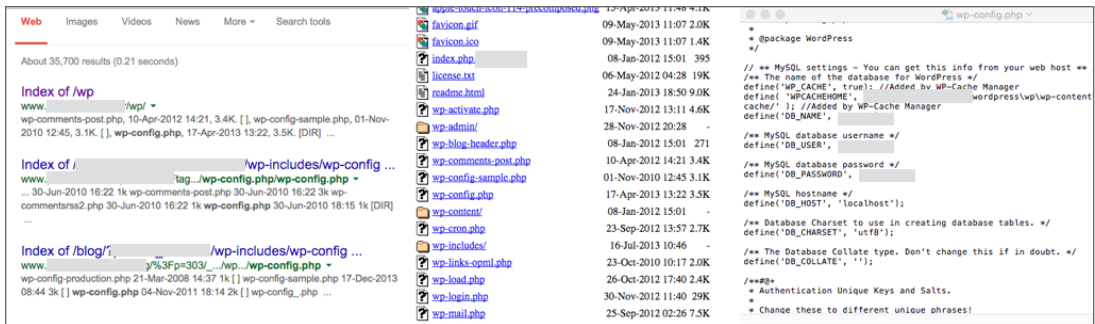 Web Images Videos News More Search tools
About 35,700 results (0.21 seconds)
Index of /wp
www. /wp/
wp-comments-post.php, 10-Apr-2012 14:21, 3.4K. [ ], wp-config-sample.php, 01-Nov-
2010 12:45, 3.1K. [ ], wp-config.php, 17-Apr-2013 13:22, 3.5K. [DIR] ...
Index of / /wp-includes/wp-config ...
www. tag.../wp-config.php/wp-config.php
... 30-Jun-2010 16:22 1k wp-comments-post.php 30-Jun-2010 16:22 3k wp-
commentsrss2.php 30-Jun-2010 16:22 1k wp-config.php 30-Jun-2010 18:15 1k [DIR]
...
Index of /blog/? /wp-includes/wp-config ...
www. /%3Fp=303/_.../wp.../wp-config.php
wp-config-production.php 21-Mar-2008 14:37 1k [ ] wp-config-sample.php 17-Dec-2013
08:44 3k [ ] wp-config.php 04-Nov-2011 18:14 2k [ ] wp-config_.php ...
apple-touch-icon-114-precomposed.png 15-Apr-2013 11:48 4.1K
favicon.gif 09-May-2013 11:07 2.0K
favicon.ico 09-May-2013 11:07 1.4K
index.php 08-Jan-2012 15:01 395
license.txt 06-May-2012 04:28 19K
readme.html 24-Jan-2013 18:50 9.0K
wp-activate.php 17-Nov-2012 13:11 4.6K
wp-admin/ 28-Nov-2012 20:28 -
wp-blog-header.php 08-Jan-2012 15:01 271
wp-comments-post.php 10-Apr-2012 14:21 3.4K
wp-config-sample.php 01-Nov-2010 12:45 3.1K
wp-config.php 17-Apr-2013 13:22 3.5K
wp-content/ 08-Jan-2012 15:01 -
wp-cron.php 23-Sep-2012 13:57 2.7K
wp-includes/ 16-Jul-2013 10:46 -
wp-links-opml.php 23-Oct-2010 17:17 2.0K
wp-load.php 26-Oct-2012 17:40 2.4K
wp-login.php 30-Nov-2012 11:40 29K
wp-mail.php 25-Sep-2012 02:26 7.5K
wp-config.php
*
* @package WordPress
*/
// ** MySQL settings - You can get this info from your web host **
/** The name of the database for WordPress */
define('WP_CACHE', true); //Added by WP-Cache Manager
define( 'WPCACHEHOME', wordpress\wp\wp-content
cache/' ); //Added by WP-Cache Manager
define('DB_NAME',
/** MySQL database username */
define('DB_USER',
/** MySQL database password */
define('DB_PASSWORD',
/** MySQL hostname */
define('DB_HOST', 'localhost');
/** Database Charset to use in creating database tables. */
define('DB_CHARSET', 'utf8');
/** The Database Collate type. Don't change this if in doubt. */
define('DB_COLLATE', '');
/**#@+
* Authentication Unique Keys and Salts.
*
* Change these to different unique phrases!